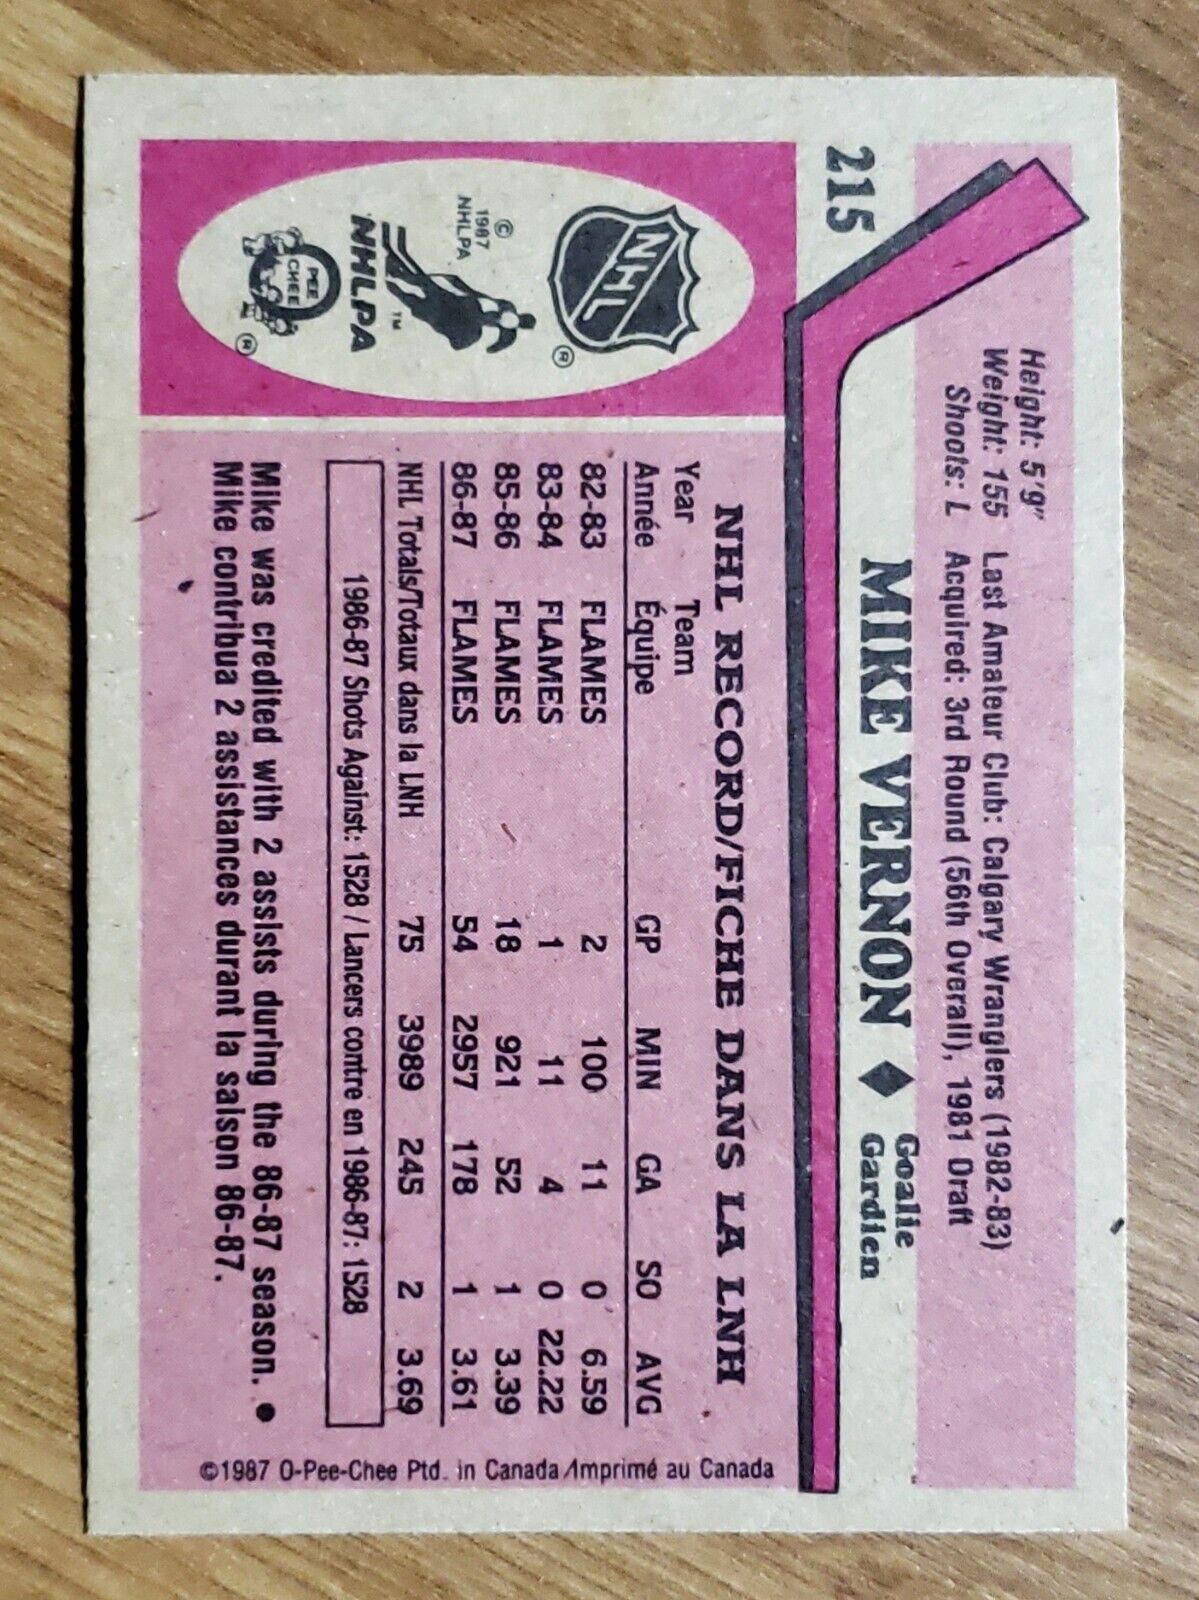 215
MIKE VERNON ♦ Goalie
Gardien
Height: 5'9" Last Amateur Club: Calgary Wranglers (1982-83)
Weight: 155 Acquired: 3rd Round (56th Overall), 1981 Draft
Shoots: L
NHL
®
© 1987 NHLPA
NHLPA
TM
O PEE CHEE
®
NHL RECORD/FICHE DANS LA LNH
Year Team
Année Équipe GP MIN GA SO AVG
82-83 FLAMES 2 100 11 0 6.59
83-84 FLAMES 1 11 4 0 22.22
85-86 FLAMES 18 921 52 1 3.39
86-87 FLAMES 54 2957 178 1 3.61
NHL Totals/Totaux dans la LNH 75 3989 245 2 3.69
1986-87 Shots Against: 1528 / Lancers contre en 1986-87: 1528
Mike was credited with 2 assists during the 86-87 season. ●
Mike contribua 2 assistances durant la saison 86-87.
©1987 O-Pee-Chee Ptd. in Canada/Imprimé au Canada